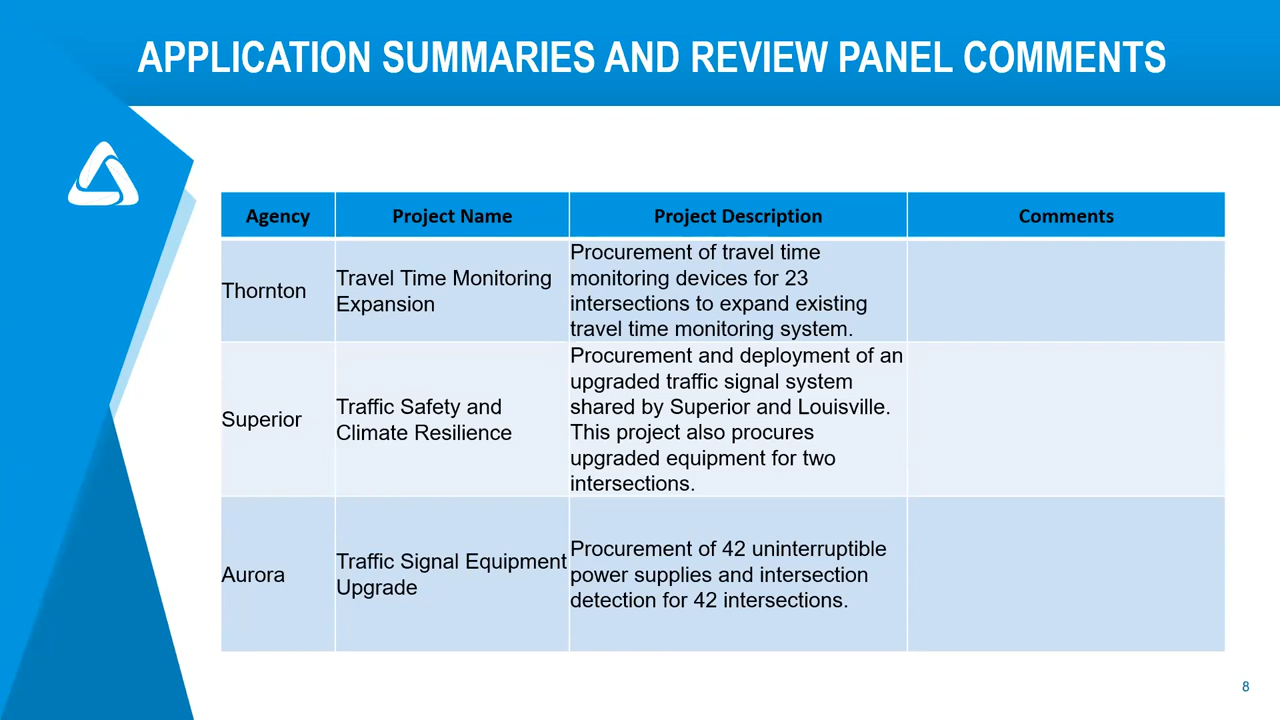 APPLICATION SUMMARIES AND REVIEW PANEL COMMENTS
Agency
Project Name
Project Description
Comments
Thornton
Travel Time Monitoring
Expansion
Procurement of travel time
monitoring devices for 23
intersections to expand existing
travel time monitoring system.
Superior
Traffic Safety and
Climate Resilience
Procurement and deployment of an
upgraded traffic signal system
shared by Superior and Louisville.
This project also procures
upgraded equipment for two
intersections.
Aurora
Traffic Signal Equipment
Upgrade
Procurement of 42 uninterruptible
power supplies and intersection
detection for 42 intersections.
8